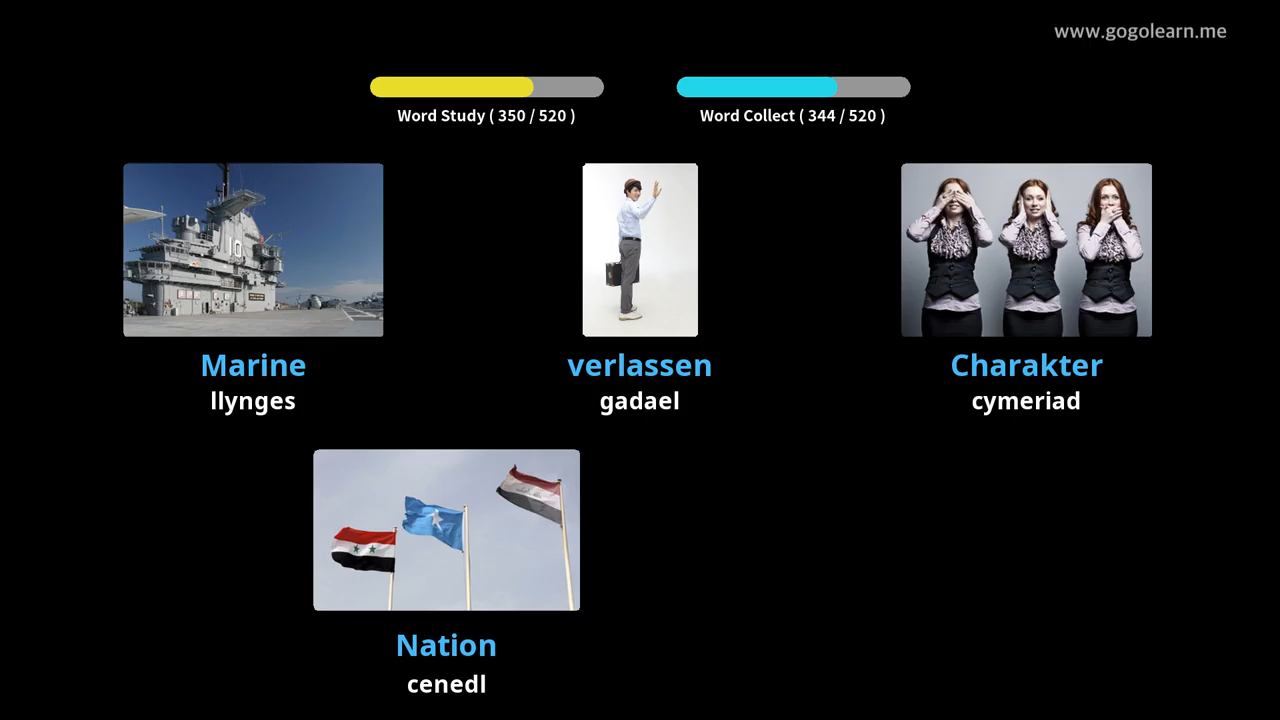 www.gogolearn.me
Word Study ( 350 / 520 )
Word Collect ( 344 / 520 )
Marine
llynges
verlassen
gadael
Charakter
cymeriad
10
Nation
cenedl